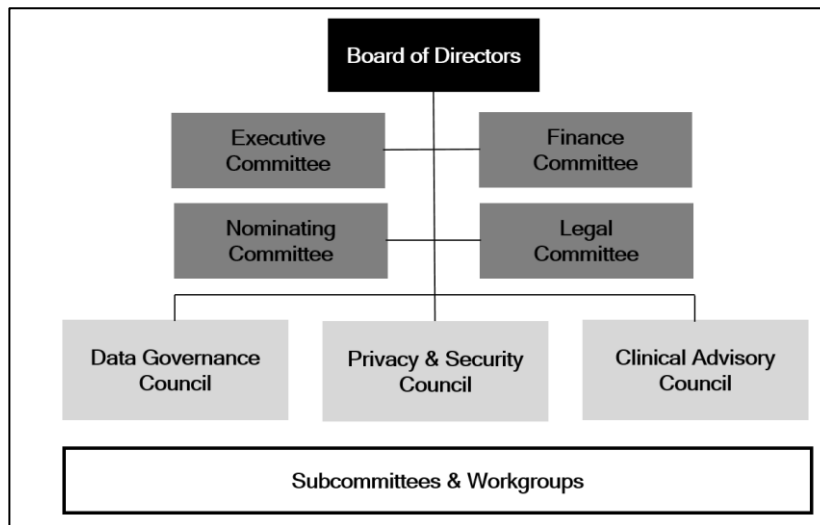 Board of Directors
Executive
Committee
Finance
Committee
Nominating
Committee
Legal
Committee
Data Governance
Council
Privacy & Security
Council
Clinical Advisory
Council
Subcommittees & Workgroups